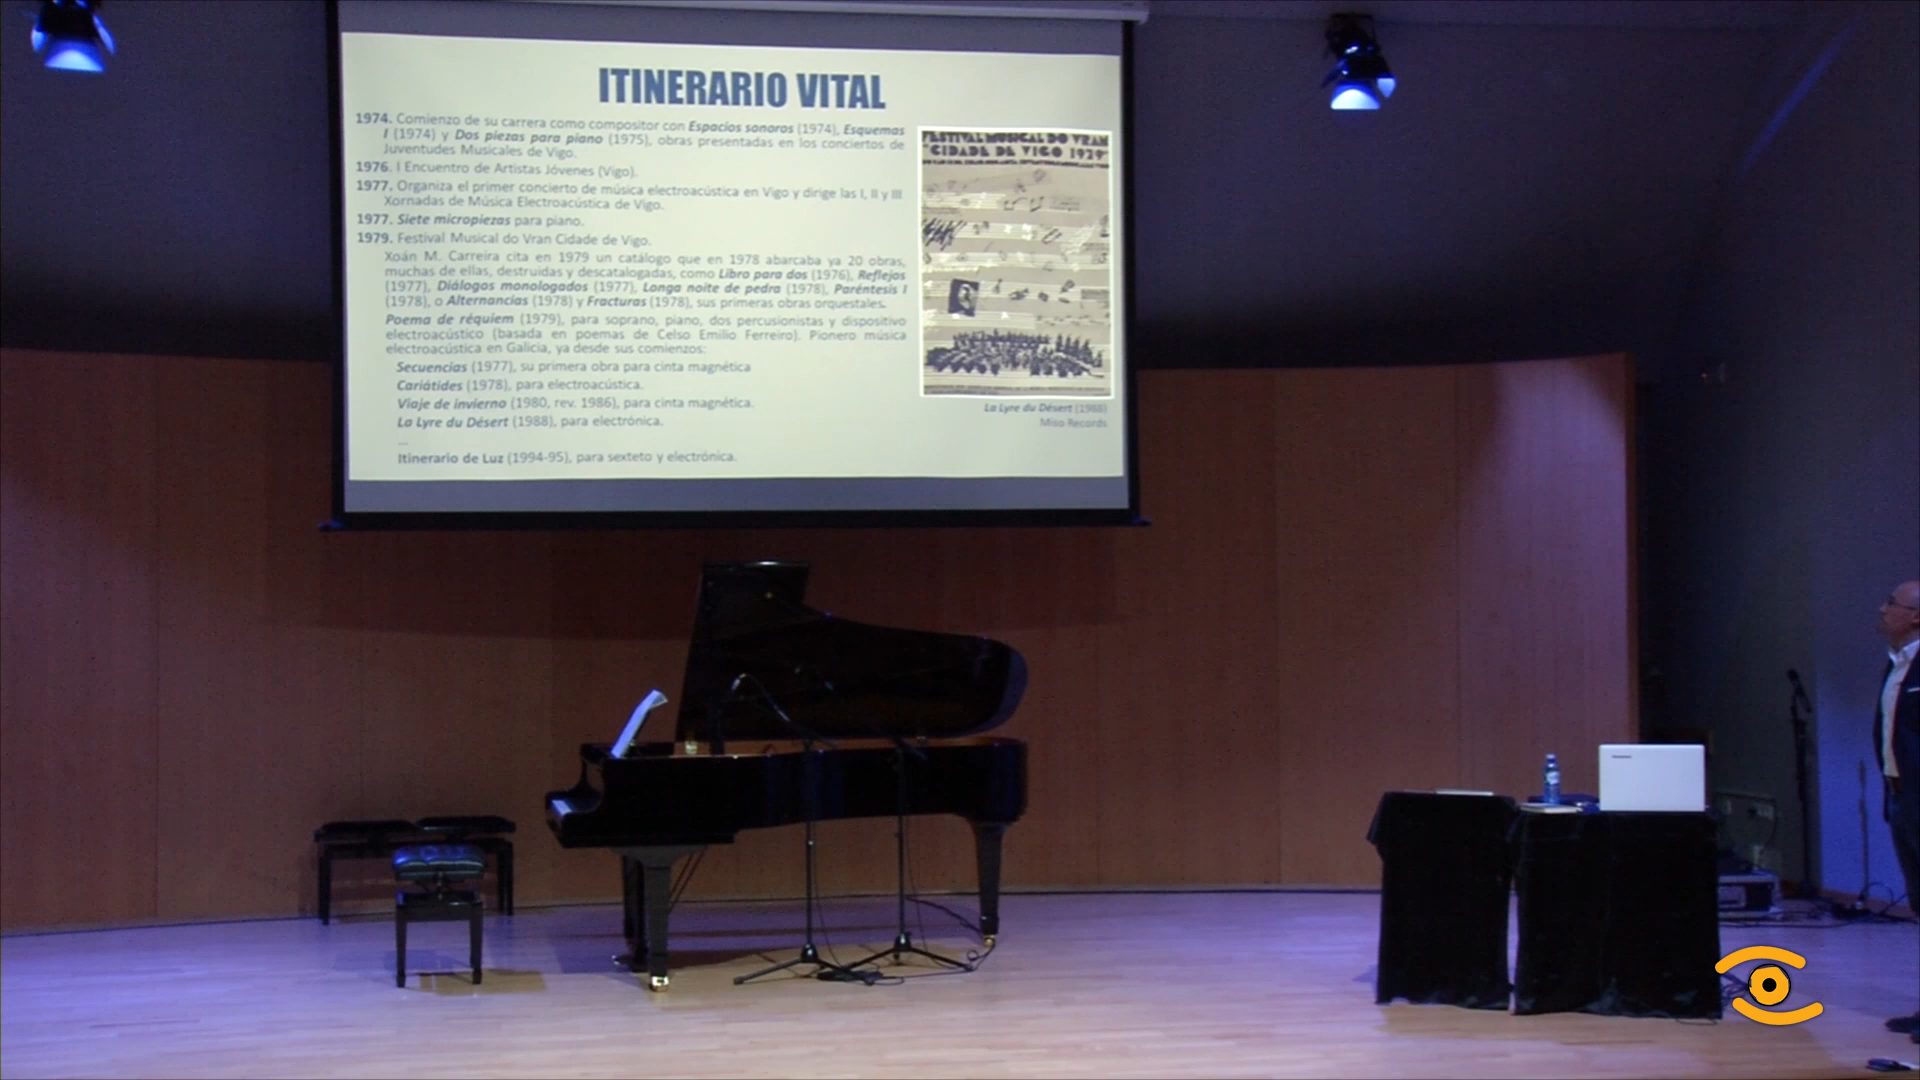 ITINERARIO VITAL
1974. Comienzo de su carrera como compositor con Espacios sonoros (1974), Esquemas
I (1974) y Dos piezas para piano (1975), obras presentadas en los conciertos de
Juventudes Musicales de Vigo.
1976. I Encuentro de Artistas Jóvenes (Vigo).
1977. Organiza el primer concierto de música electroacústica en Vigo y dirige las I, II y III
Xornadas de Música Electroacústica de Vigo.
1977. Siete micropiezas para piano.
1979. Festival Musical do Vran Cidade de Vigo.
Xoán M. Carreira cita en 1979 un catálogo que en 1978 abarcaba ya 20 obras,
muchas de ellas, destruidas y descatalogadas, como Libro para dos (1976), Reflejos
(1977), Diálogos monologados (1977), Longa noite de pedra (1978), Paréntesis I
(1978), o Alternancias (1978) y Fracturas (1978), sus primeras obras orquestales.
Poema de réquiem (1979), para soprano, piano, dos percusionistas y dispositivo
electroacústico (basada en poemas de Celso Emilio Ferreiro). Pionero música
electroacústica en Galicia, ya desde sus comienzos:
Secuencias (1977), su primera obra para cinta magnética
Cariátides (1978), para electroacústica.
Viaje de invierno (1980, rev. 1986), para cinta magnética.
La Lyre du Désert (1988), para electrónica.
...
Itinerario de Luz (1994-95), para sexteto y electrónica.
FESTIVAL MUSICAL DO VRAN
"CIDADE DE VIGO 1979"
La Lyre du Désert (1988)
Miso Records